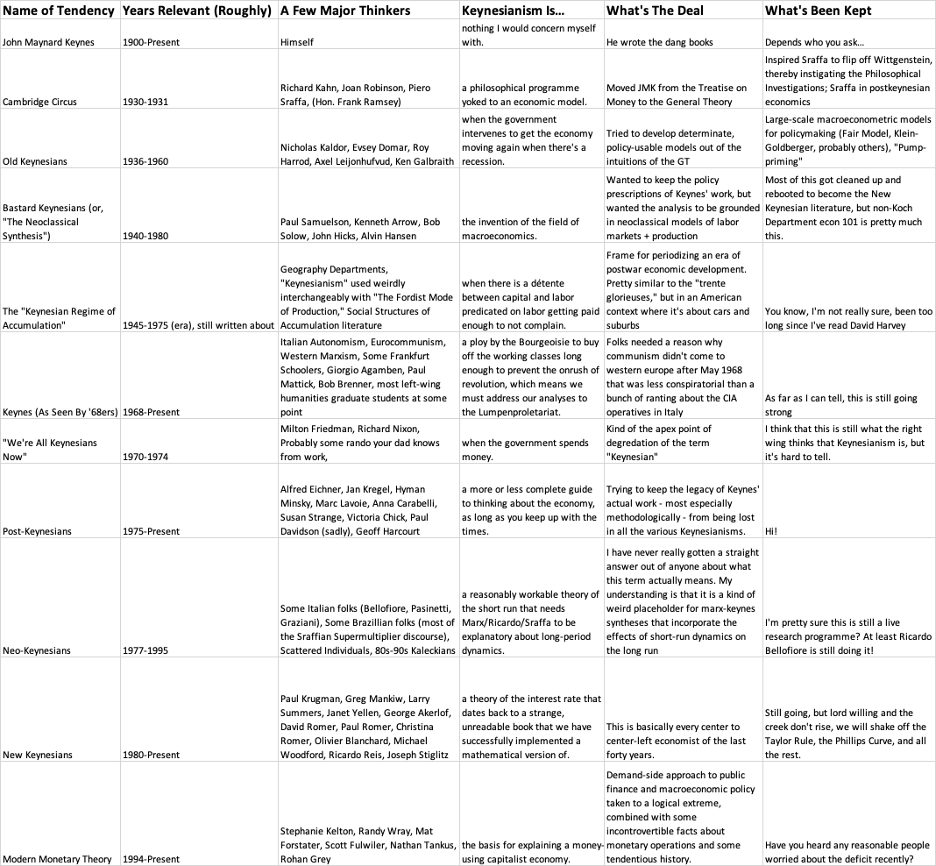 Name of Tendency Years Relevant (Roughly) A Few Major Thinkers Keynesianism Is... What's The Deal What's Been Kept
John Maynard Keynes
1900-Present
Himself
nothing I would concern myself
with.
He wrote the dang books
Depends who you ask...
Cambridge Circus
1930-1931
Richard Kahn, Joan Robinson, Piero
Sraffa, (Hon. Frank Ramsey)
a philosophical programme
yoked to an economic model.
Moved JMK from the Treatise on
Money to the General Theory
Inspired Sraffa to flip off Wittgenstein,
thereby instigating the Philosophical
Investigations; Sraffa in postkeynesian
economics
Old Keynesians
1936-1960
Nicholas Kaldor, Evsey Domar, Roy
Harrod, Axel Leijonhufvud, Ken Galbraith
when the government
intervenes to get the economy
moving again when there's a
recession.
Tried to develop determinate,
policy-usable models out of the
intuitions of the GT
Large-scale macroeconometric models
for policymaking (Fair Model, Klein-
Goldberger, probably others), "Pump-
priming"
Bastard Keynesians (or,
"The Neoclassical
Synthesis")
1940-1980
Paul Samuelson, Kenneth Arrow, Bob
Solow, John Hicks, Alvin Hansen
the invention of the field of
macroeconomics.
Wanted to keep the policy
prescriptions of Keynes' work, but
wanted the analysis to be grounded
in neoclassical models of labor
markets + production
Most of this got cleaned up and
rebooted to become the New
Keynesian literature, but non-Koch
Department econ 101 is pretty much
this.
The "Keynesian Regime of
Accumulation"
1945-1975 (era), still written about
Geography Departments,
"Keynesianism" used weirdly
interchangeably with "The Fordist Mode
of Production," Social Structures of
Accumulation literature
when there is a détente
between capital and labor
predicated on labor getting paid
enough to not complain.
Frame for periodizing an era of
postwar economic development.
Pretty similar to the "trente
glorieuses," but in an American
context where it's about cars and
suburbs
You know, I'm not really sure, been too
long since I've read David Harvey
Keynes (As Seen By '68ers)
1968-Present
Italian Autonomism, Eurocommunism,
Western Marxism, Some Frankfurt
Schoolers, Giorgio Agamben, Paul
Mattick, Bob Brenner, most left-wing
humanities graduate students at some
point
a ploy by the Bourgeoisie to buy
off the working classes long
enough to prevent the onrush of
revolution, which means we
must address our analyses to
the Lumpenproletariat.
Folks needed a reason why
communism didn't come to
western europe after May 1968
that was less conspiratorial than a
bunch of ranting about the CIA
operatives in Italy
As far as I can tell, this is still going
strong
"We're All Keynesians
Now"
1970-1974
Milton Friedman, Richard Nixon,
Probably some rando your dad knows
from work,
when the government spends
money.
Kind of the apex point of
degredation of the term
"Keynesian"
I think that this is still what the right
wing thinks that Keynesianism is, but
it's hard to tell.
Post-Keynesians
1975-Present
Alfred Eichner, Jan Kregel, Hyman
Minsky, Marc Lavoie, Anna Carabelli,
Susan Strange, Victoria Chick, Paul
Davidson (sadly), Geoff Harcourt
a more or less complete guide
to thinking about the economy,
as long as you keep up with the
times.
Trying to keep the legacy of Keynes'
actual work - most especially
methodologically - from being lost
in all the various Keynesianisms.
Hi!
Neo-Keynesians
1977-1995
Some Italian folks (Bellofiore, Pasinetti,
Graziani), Some Brazillian folks (most of
the Sraffian Supermultiplier discourse),
Scattered Individuals, 80s-90s Kaleckians
a reasonably workable theory of
the short run that needs
Marx/Ricardo/Sraffa to be
explanatory about long-period
dynamics.
I have never really gotten a straight
answer out of anyone about what
this term actually means. My
understanding is that it is a kind of
weird placeholder for marx-keynes
syntheses that incorporate the
effects of short-run dynamics on
the long run
I'm pretty sure this is still a live
research programme? At least Ricardo
Bellofiore is still doing it!
New Keynesians
1980-Present
Paul Krugman, Greg Mankiw, Larry
Summers, Janet Yellen, George Akerlof,
David Romer, Paul Romer, Christina
Romer, Olivier Blanchard, Michael
Woodford, Ricardo Reis, Joseph Stiglitz
a theory of the interest rate that
dates back to a strange,
unreadable book that we have
successfully implemented a
mathematical version of.
This is basically every center to
center-left economist of the last
forty years.
Still going, but lord willing and the
creek don't rise, we will shake off the
Taylor Rule, the Phillips Curve, and all
the rest.
Modern Monetary Theory
1994-Present
Stephanie Kelton, Randy Wray, Mat
Forstater, Scott Fulwiler, Nathan Tankus,
Rohan Grey
the basis for explaining a money-
using capitalist economy.
Demand-side approach to public
finance and macroeconomic policy
taken to a logical extreme,
combined with some
incontrovertible facts about
monetary operations and some
tendentious history.
Have you heard any reasonable people
worried about the deficit recently?